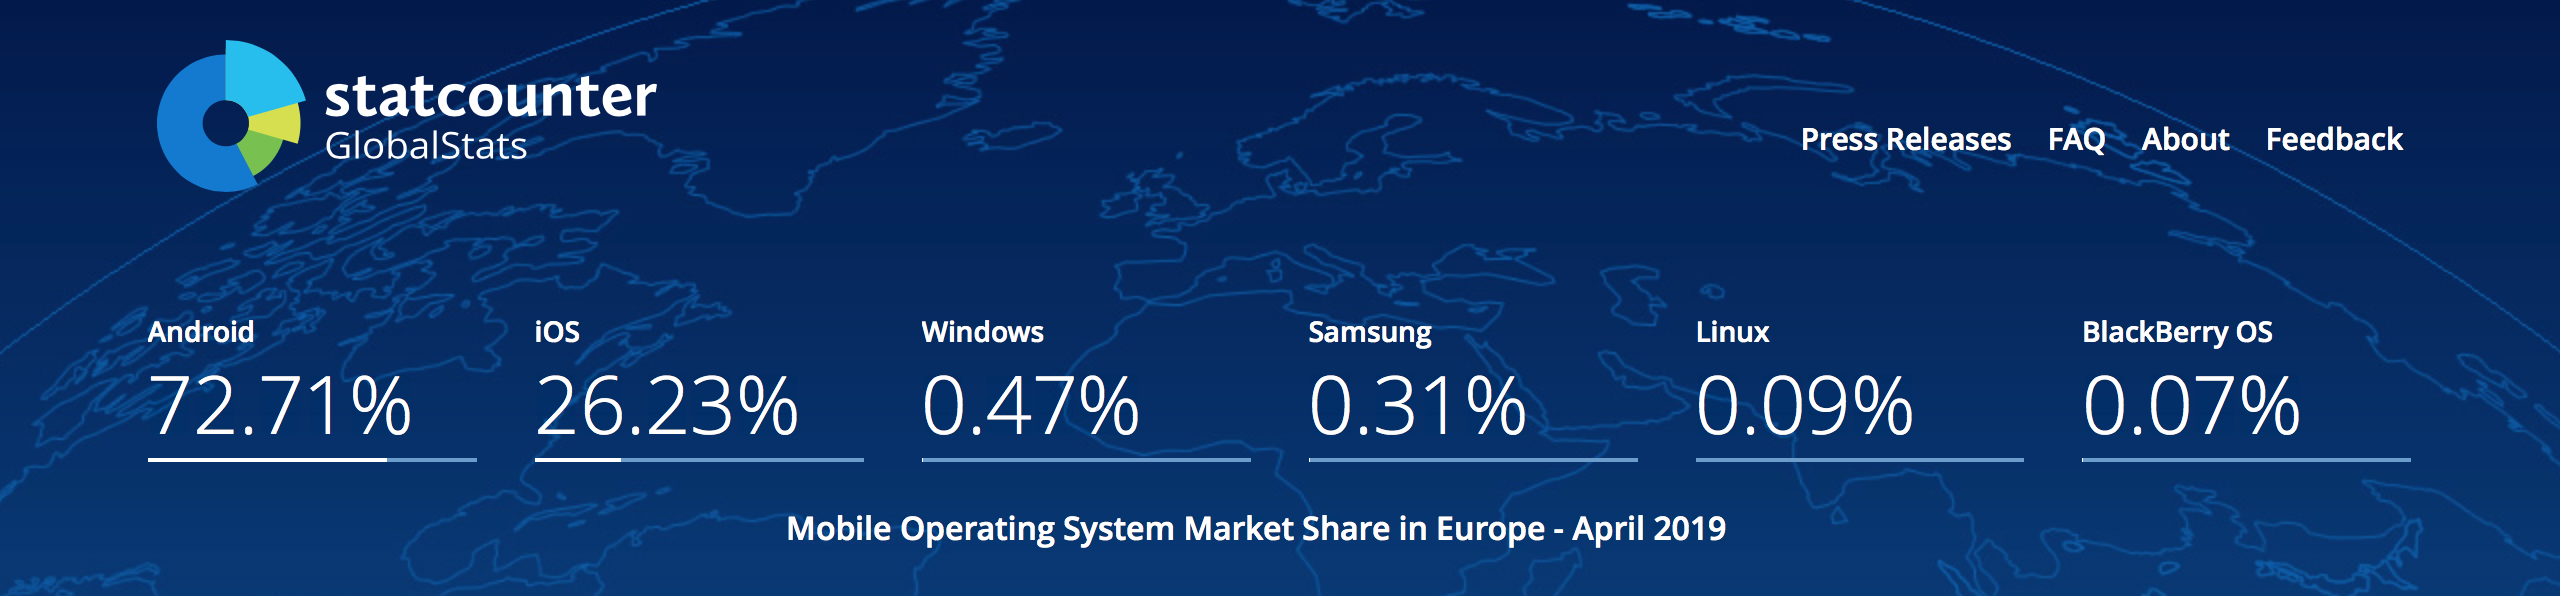 statcounter
GlobalStats
Press Releases FAQ About Feedback
Android iOS Windows Samsung Linux BlackBerry OS
72.71% 26.23% 0.47% 0.31% 0.09% 0.07%
Mobile Operating System Market Share in Europe - April 2019